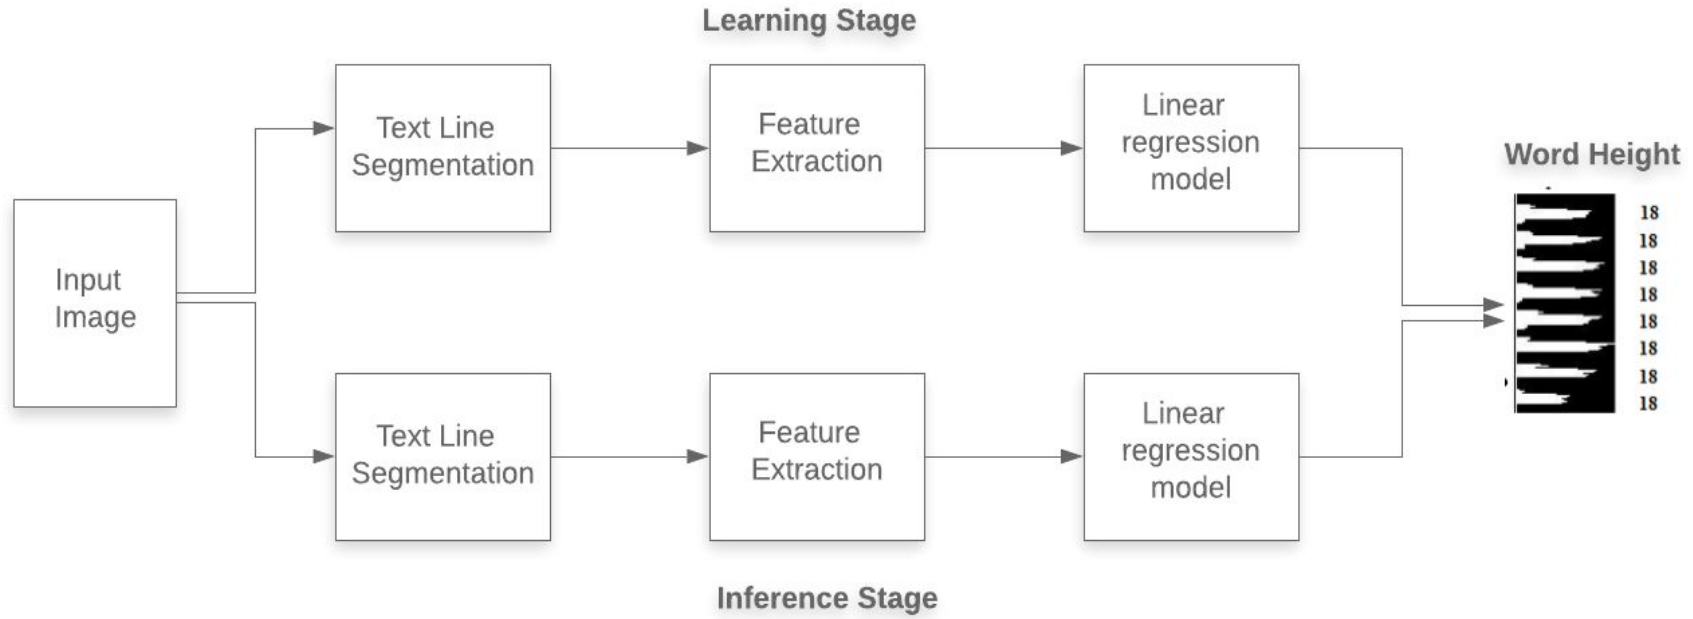 Learning Stage
Text Line
Segmentation
Feature
Extraction
Linear
regression
model
Word Height
18
18
18
18
18
18
18
18
Input
Image
Text Line
Segmentation
Feature
Extraction
Linear
regression
model
Inference Stage